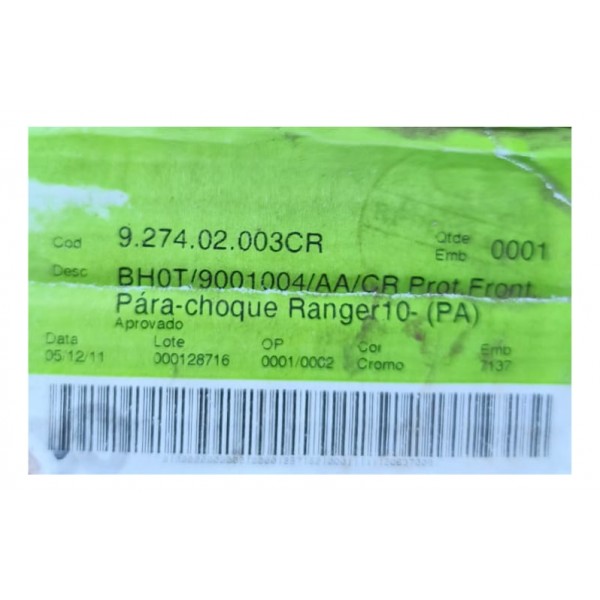 Cod 9.274.02.003CR Qtde Emb 0001
Desc BH0T/9001004/AA/CR Prot.Front
Pára-choque Ranger10- (PA)
Aprovado
Data Lote OP Cor Emb
05/12/11 000128716 0001/0002 Cromo 7137